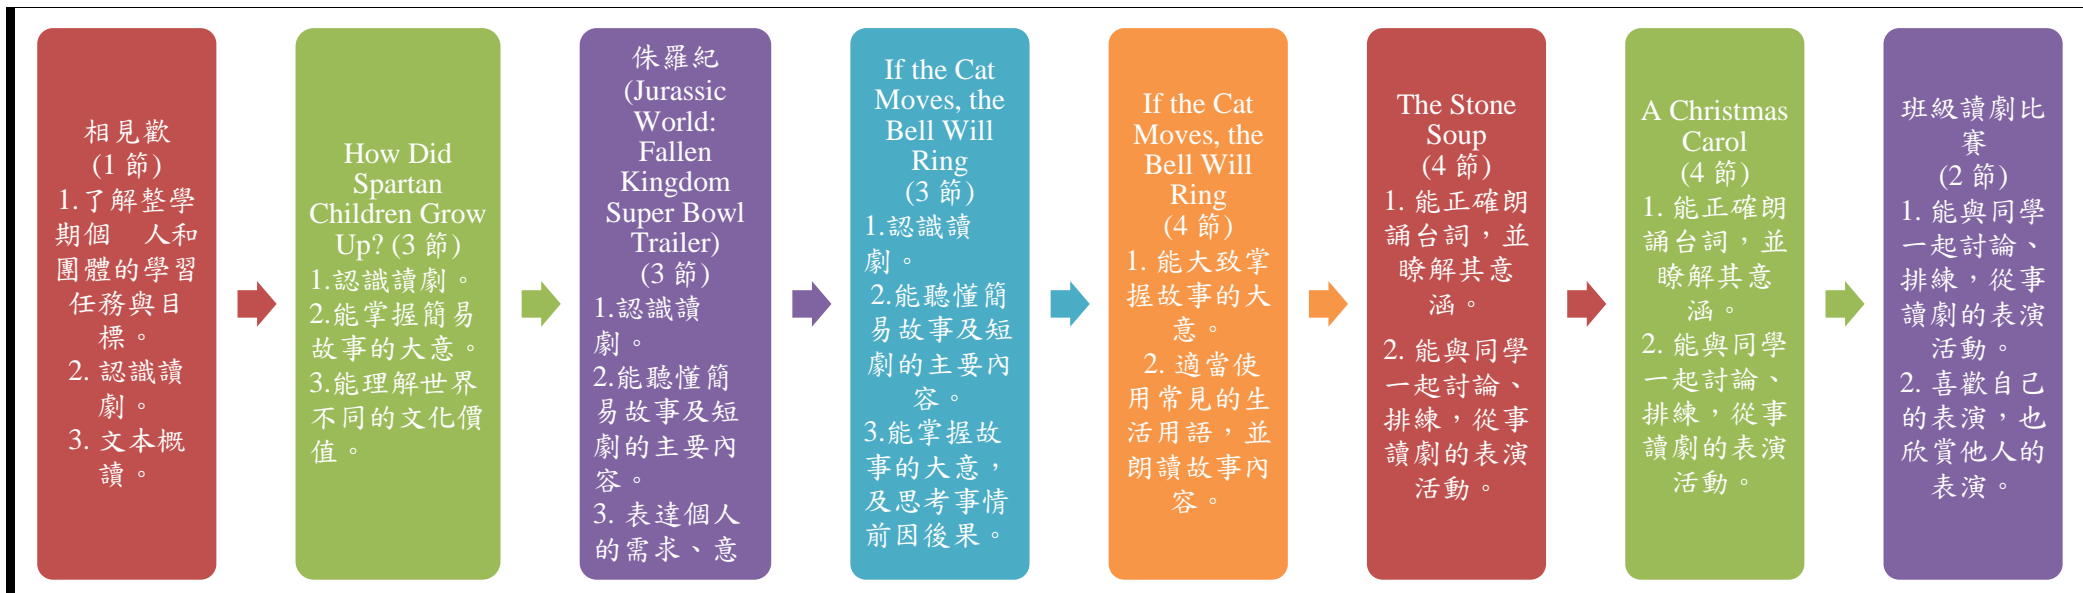 相見歡
(1 節)
1.了解整學
期個 人和
團體的學習
任務與目
標。
2. 認識讀
劇。
3. 文本概
讀。
How Did
Spartan
Children Grow
Up? (3 節)
1.認識讀劇。
2.能掌握簡易
故事的大意。
3.能理解世界
不同的文化價
值。
侏羅紀
(Jurassic
World:
Fallen
Kingdom
Super Bowl
Trailer)
(3 節)
1.認識讀
劇。
2.能聽懂簡
易故事及短
劇的主要內
容。
3. 表達個人
的需求、意
If the Cat
Moves, the
Bell Will
Ring
(3 節)
1.認識讀
劇。
2.能聽懂簡
易故事及短
劇的主要內
容。
3.能掌握故
事的大意，
及思考事情
前因後果。
If the Cat
Moves, the
Bell Will
Ring
(4 節)
1. 能大致掌
握故事的大
意。
2. 適當使
用常見的生
活用語，並
朗讀故事內
容。
The Stone
Soup
(4 節)
1. 能正確朗
誦台詞，並
瞭解其意
涵。
2. 能與同學
一起討論、
排練，從事
讀劇的表演
活動。
A Christmas
Carol
(4 節)
1. 能正確朗
誦台詞，並
瞭解其意
涵。
2. 能與同學
一起討論、
排練，從事
讀劇的表演
活動。
班級讀劇比
賽
(2 節)
1. 能與同學
一起討論、
排練，從事
讀劇的表演
活動。
2. 喜歡自己
的表演，也
欣賞他人的
表演。